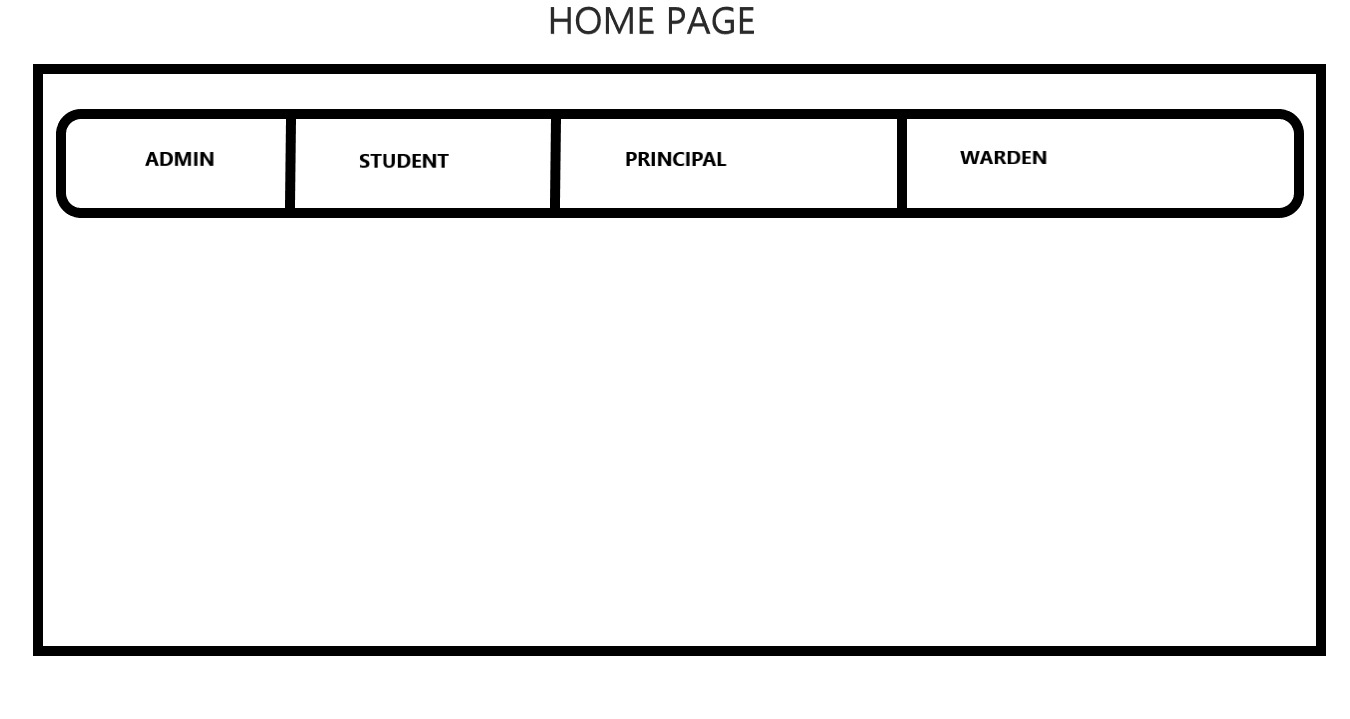 HOME PAGE
ADMIN
STUDENT
PRINCIPAL
WARDEN